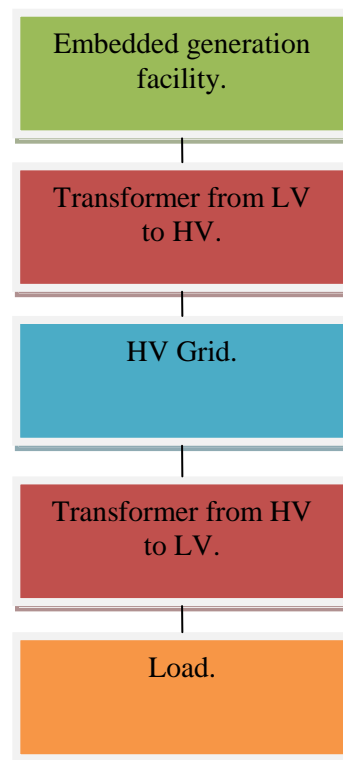 Embedded generation
facility.
Transformer from LV
to HV.
HV Grid.
Transformer from HV
to LV.
Load.